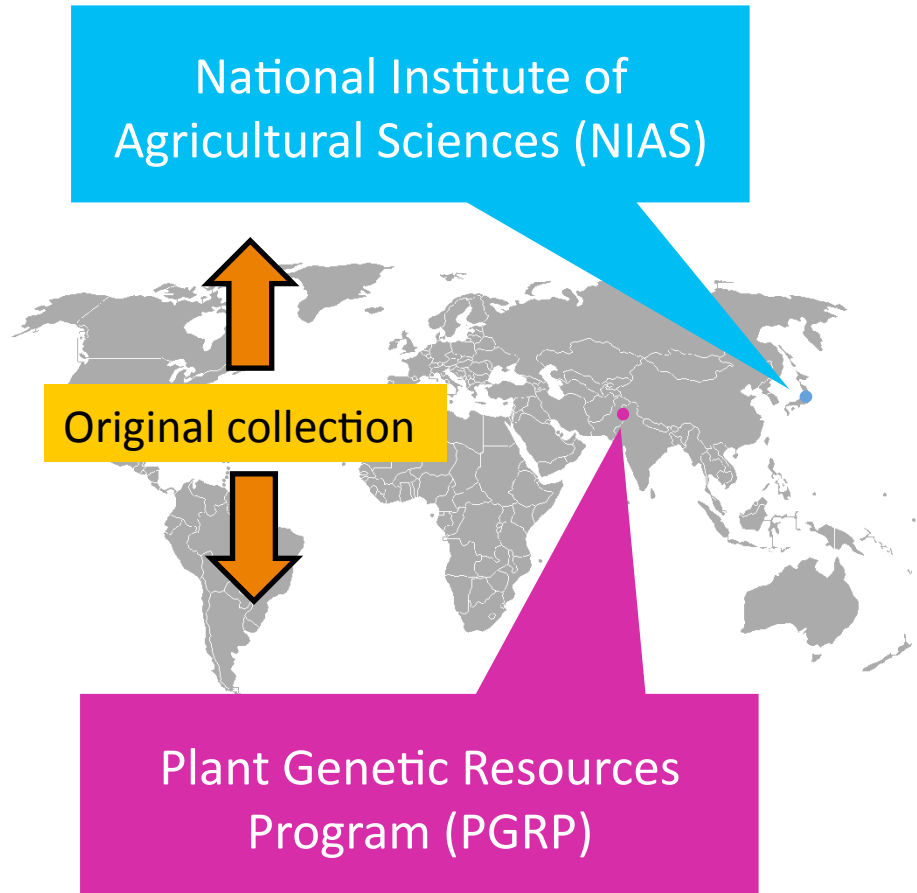 National Institute of
Agricultural Sciences (NIAS)
Original collection
Plant Genetic Resources
Program (PGRP)